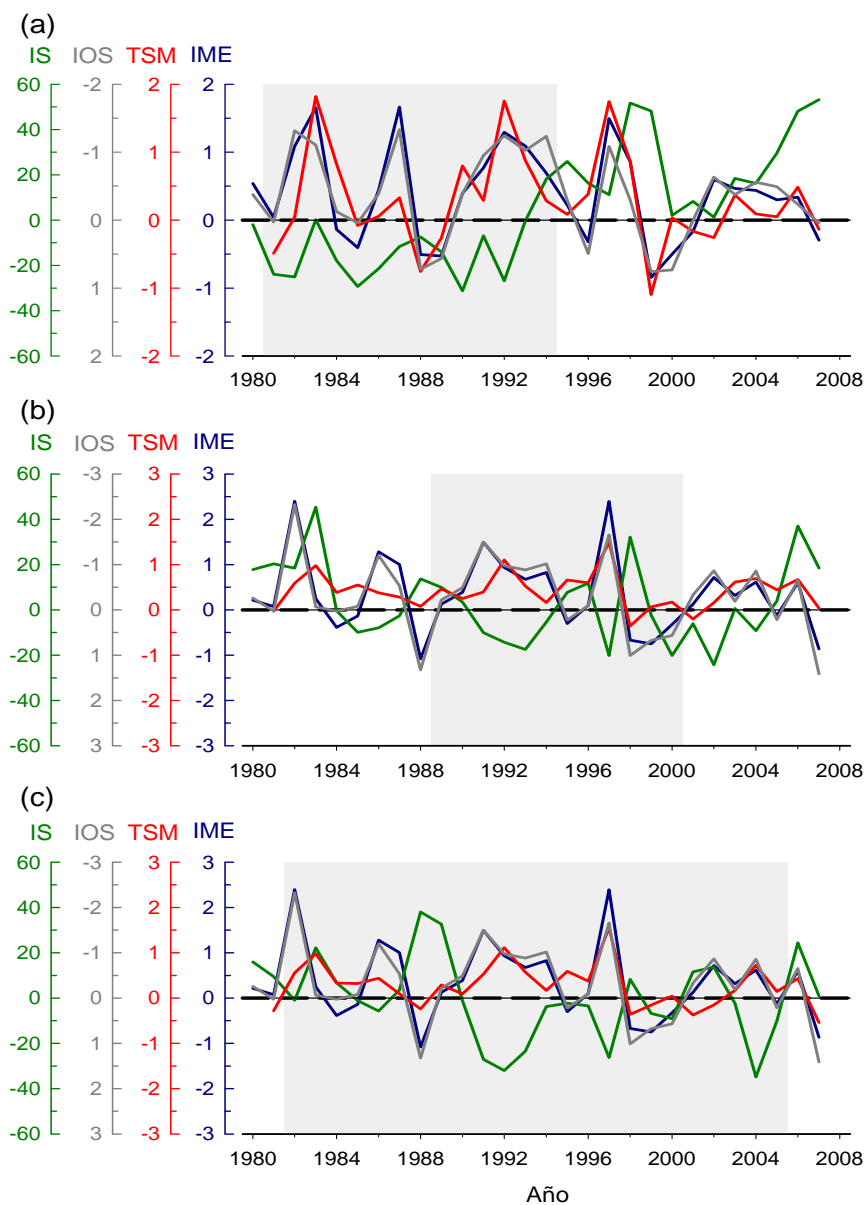 (a)
IS IOS TSM IME
60 -2 2 2
40 -1 1 1
20
0 0 0 0
-20
-40 1 -1 -1
-60 2 -2 -2
1980 1984 1988 1992 1996 2000 2004 2008
(b)
IS IOS TSM IME
60 -3 3 3
40 -2 2 2
20 -1 1 1
0 0 0 0
-20 1 -1 -1
-40 2 -2 -2
-60 3 -3 -3
1980 1984 1988 1992 1996 2000 2004 2008
(c)
IS IOS TSM IME
60 -3 3 3
40 -2 2 2
20 -1 1 1
0 0 0 0
-20 1 -1 -1
-40 2 -2 -2
-60 3 -3 -3
1980 1984 1988 1992 1996 2000 2004 2008
Año